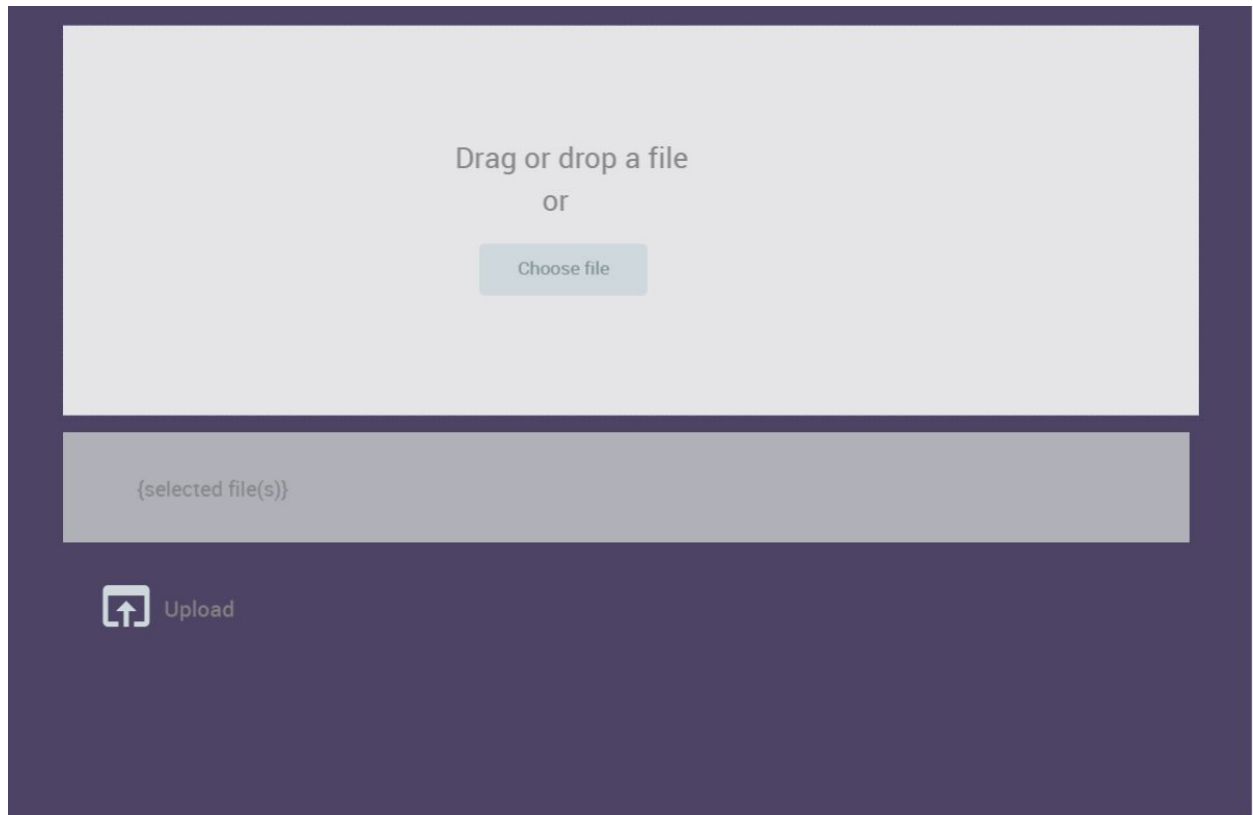 Drag or drop a file
or
Choose file
{selected file(s)}
Upload